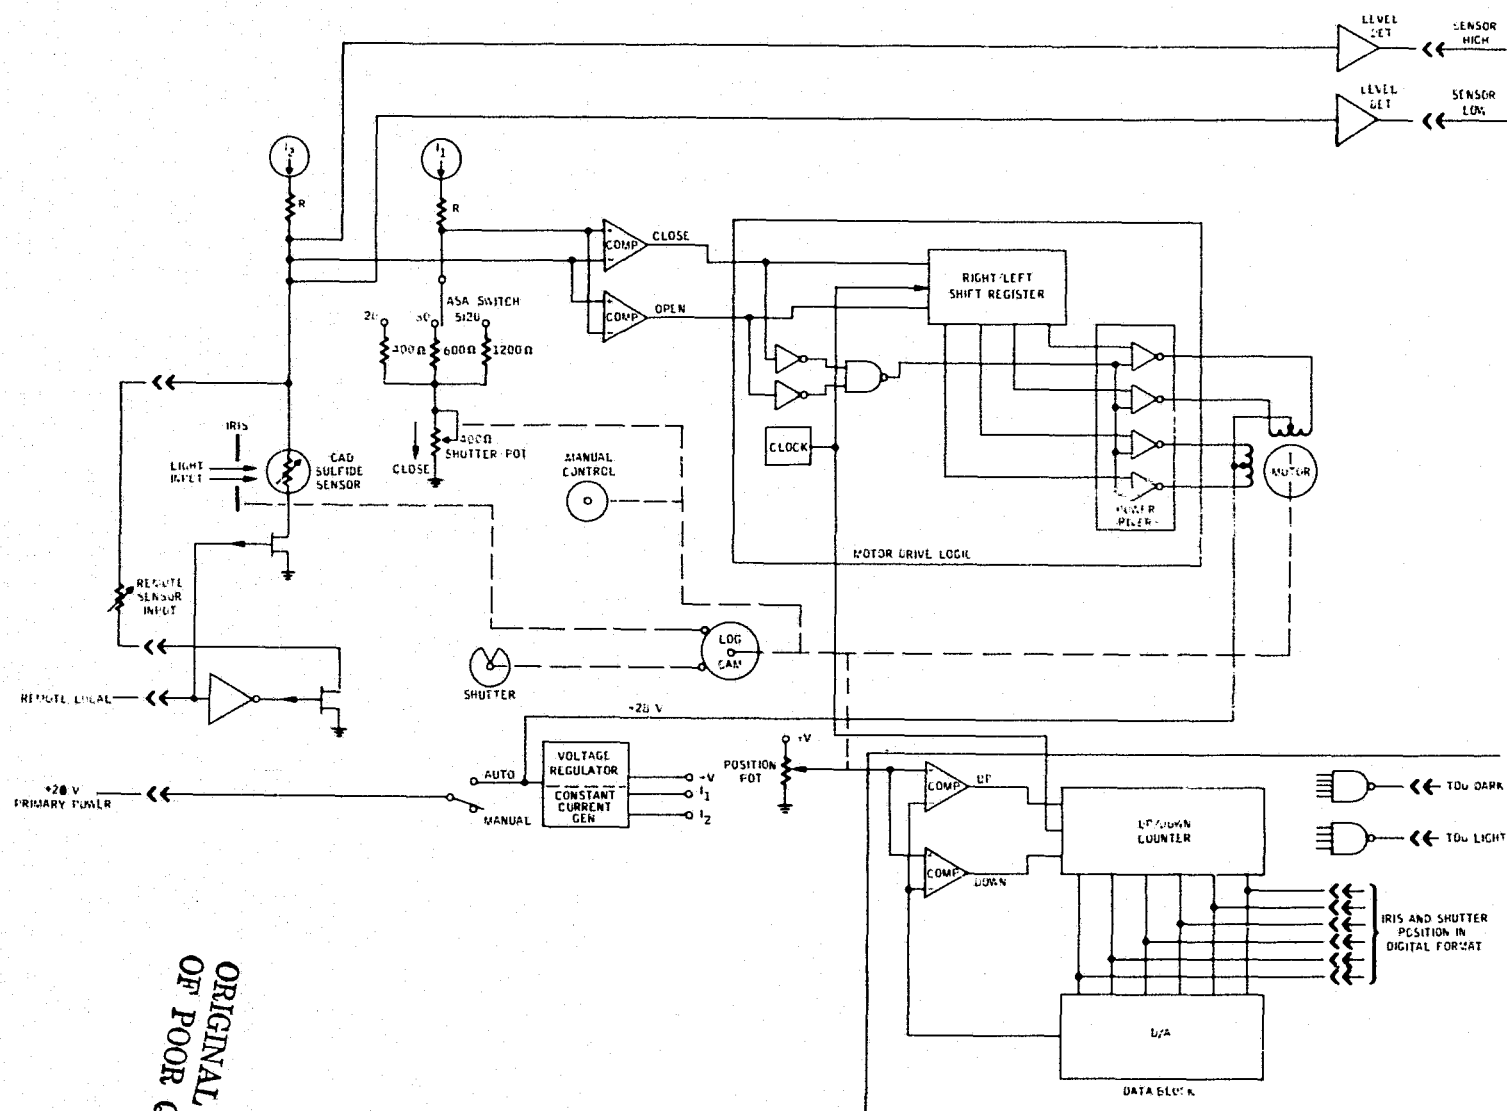 LEVEL
DET
SENSOR
HIGH
LEVEL
DET
SENSOR
LOW
I2
I1
R
R
COMP
CLOSE
COMP
OPEN
RIGHT/LEFT
SHIFT REGISTER
ASA SWITCH
5120
400Ω
600Ω
1200Ω
400Ω
SHUTTER POT
CLOSE
IRIS
LIGHT
INPUT
CAD
SULFIDE
SENSOR
MANUAL
CONTROL
CLOCK
MOTOR
POWER
MOTOR DRIVE LOGIC
REMOTE
SENSOR
INPUT
LOG
CAM
SHUTTER
REMOTE LOCAL
+28 V
+28 V
PRIMARY POWER
AUTO
MANUAL
VOLTAGE
REGULATOR
CONSTANT
CURRENT
GEN
I1
I2
POSITION
POT
+V
COMP
UP
COMP
DOWN
UP/DOWN
COUNTER
TOO DARK
TOO LIGHT
IRIS AND SHUTTER
POSITION IN
DIGITAL FORMAT
D/A
DATA BLOCK
ORIGINAL
OF POOR